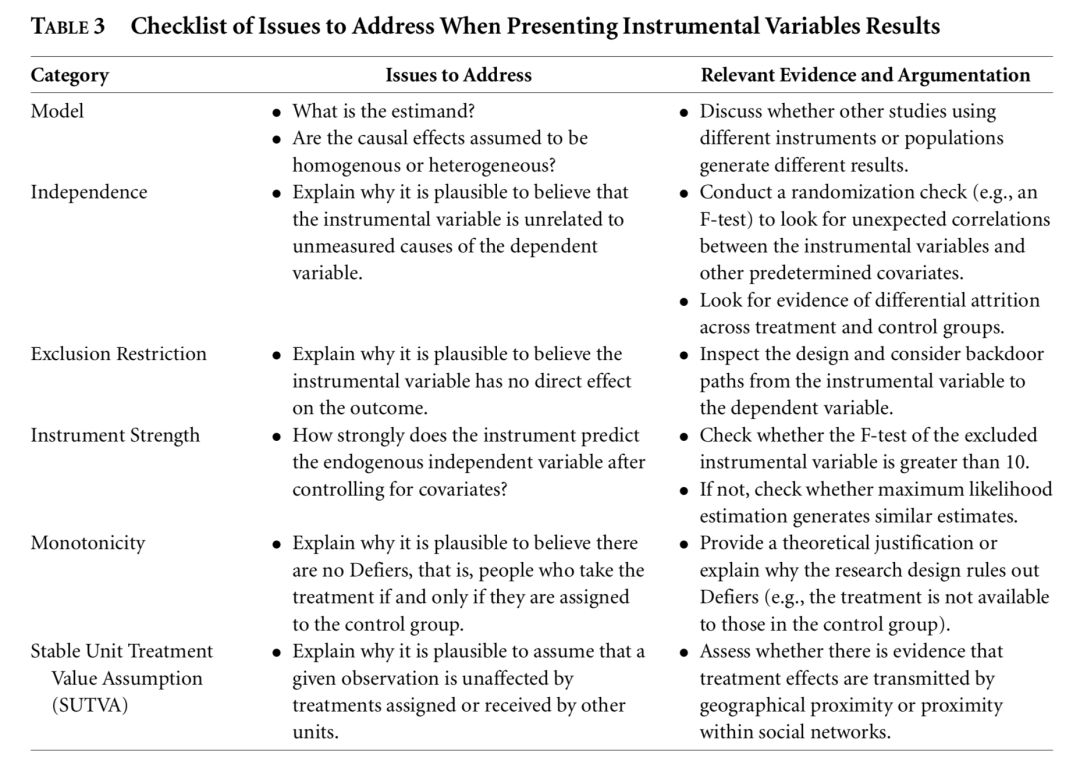 TABLE 3 Checklist of Issues to Address When Presenting Instrumental Variables Results
Category Issues to Address Relevant Evidence and Argumentation
Model
• What is the estimand?
• Are the causal effects assumed to be
homogenous or heterogeneous?
• Discuss whether other studies using
different instruments or populations
generate different results.
Independence
• Explain why it is plausible to believe that
the instrumental variable is unrelated to
unmeasured causes of the dependent
variable.
• Conduct a randomization check (e.g., an
F-test) to look for unexpected correlations
between the instrumental variables and
other predetermined covariates.
• Look for evidence of differential attrition
across treatment and control groups.
Exclusion Restriction
• Explain why it is plausible to believe the
instrumental variable has no direct effect
on the outcome.
• Inspect the design and consider backdoor
paths from the instrumental variable to
the dependent variable.
Instrument Strength
• How strongly does the instrument predict
the endogenous independent variable after
controlling for covariates?
• Check whether the F-test of the excluded
instrumental variable is greater than 10.
• If not, check whether maximum likelihood
estimation generates similar estimates.
Monotonicity
• Explain why it is plausible to believe there
are no Defiers, that is, people who take the
treatment if and only if they are assigned
to the control group.
• Provide a theoretical justification or
explain why the research design rules out
Defiers (e.g., the treatment is not available
to those in the control group).
Stable Unit Treatment
Value Assumption
(SUTVA)
• Explain why it is plausible to assume that a
given observation is unaffected by
treatments assigned or received by other
units.
• Assess whether there is evidence that
treatment effects are transmitted by
geographical proximity or proximity
within social networks.